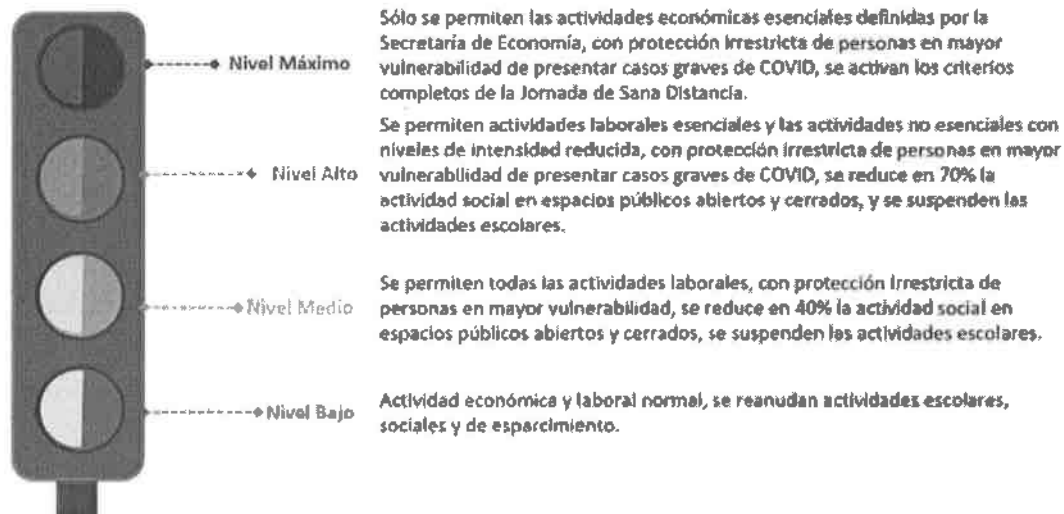 Nivel Máximo
Sólo se permiten las actividades económicas esenciales definidas por la
Secretaría de Economía, con protección irrestricta de personas en mayor
vulnerabilidad de presentar casos graves de COVID, se activan los criterios
completos de la Jornada de Sana Distancia.
Nivel Alto
Se permiten actividades laborales esenciales y las actividades no esenciales con
niveles de intensidad reducida, con protección irrestricta de personas en mayor
vulnerabilidad de presentar casos graves de COVID, se reduce en 70% la
actividad social en espacios públicos abiertos y cerrados, y se suspenden las
actividades escolares.
Nivel Medio
Se permiten todas las actividades laborales, con protección irrestricta de
personas en mayor vulnerabilidad, se reduce en 40% la actividad social en
espacios públicos abiertos y cerrados, se suspenden las actividades escolares.
Nivel Bajo
Actividad económica y laboral normal, se reanudan actividades escolares,
sociales y de esparcimiento.